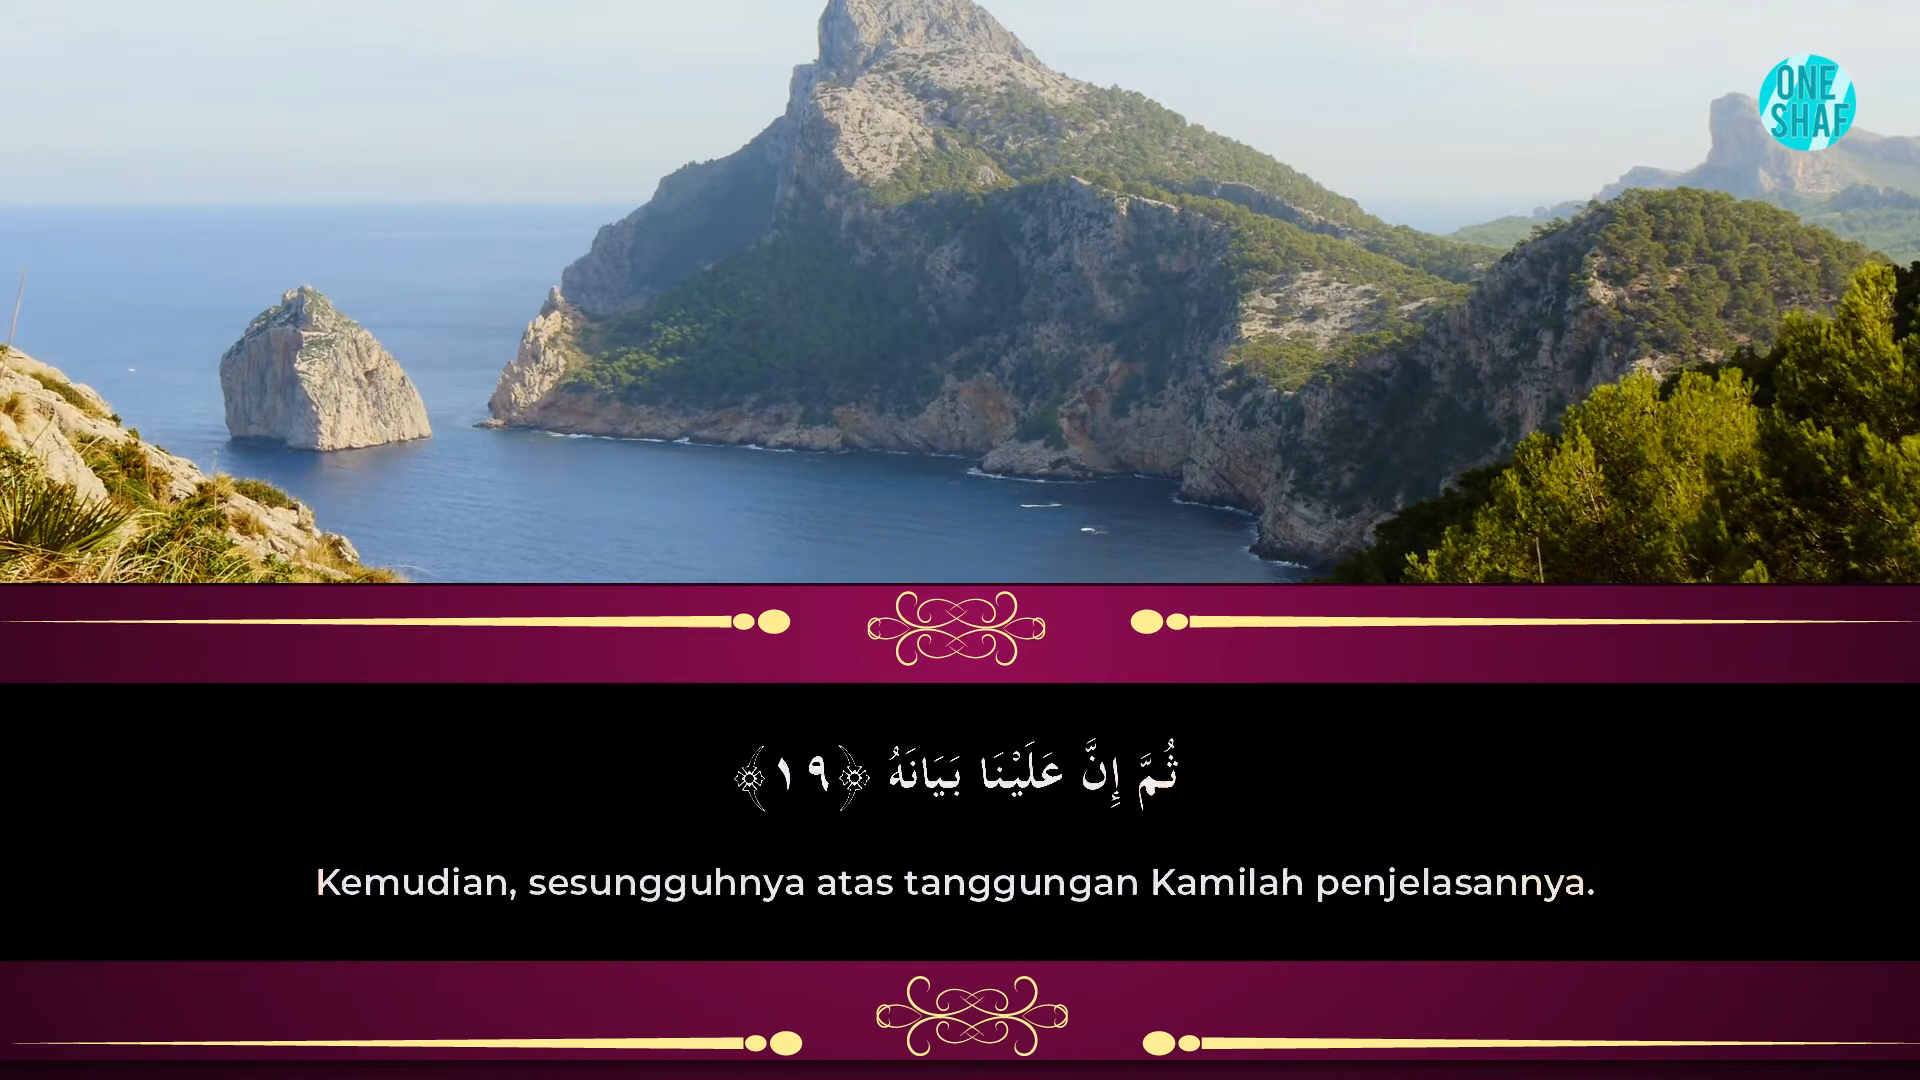 ONE
SHAF
ثُمَّ إِنَّ عَلَيْنَا بَيَانَهُ ﴿١٩﴾
Kemudian, sesungguhnya atas tanggungan Kamilah penjelasannya.